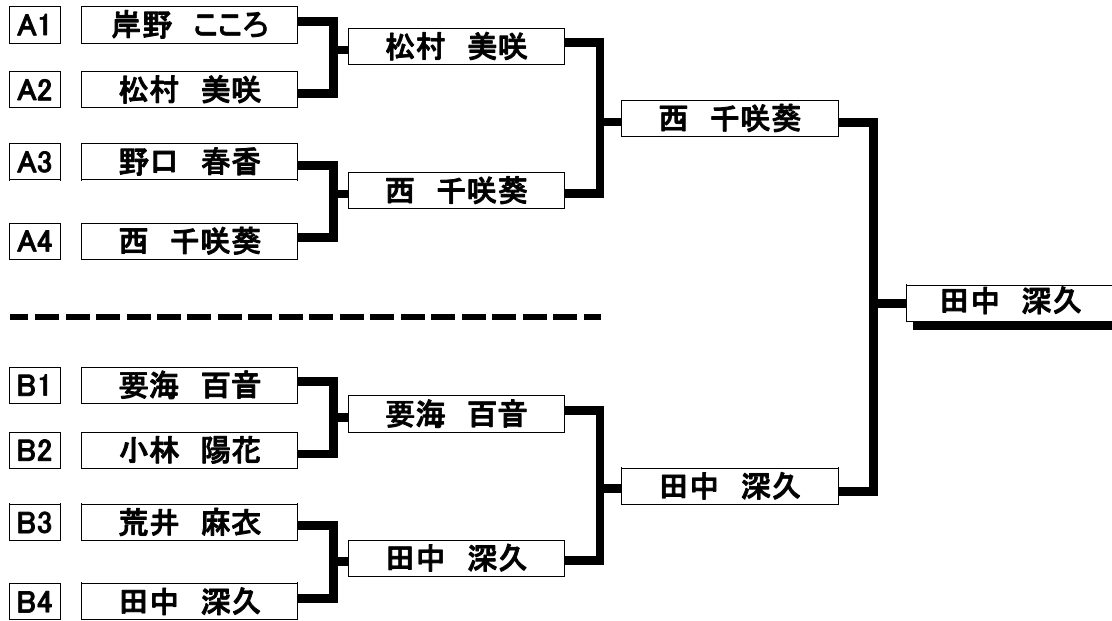 A1 岸野 こころ
松村 美咲
A2 松村 美咲
西 千咲葵
A3 野口 春香
西 千咲葵
A4 西 千咲葵
田中 深久
B1 要海 百音
要海 百音
B2 小林 陽花
田中 深久
B3 荒井 麻衣
田中 深久
B4 田中 深久